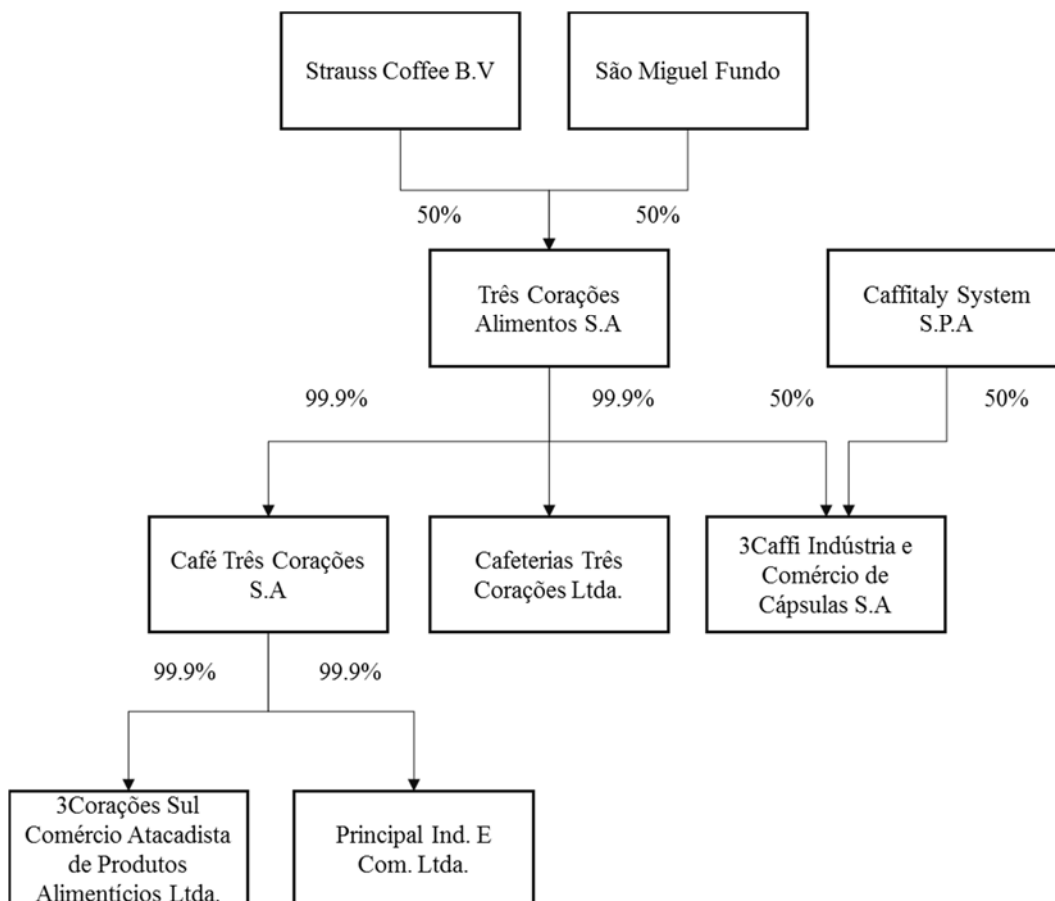 Strauss Coffee B.V
São Miguel Fundo
50%
50%
Três Corações
Alimentos S.A
Caffitaly System
S.P.A
99.9%
99.9%
50%
50%
Café Três Corações
S.A
Cafeterias Três
Corações Ltda.
3Caffi Indústria e
Comércio de
Cápsulas S.A
99.9%
99.9%
3Corações Sul
Comércio Atacadista
de Produtos
Alimentícios Ltda.
Principal Ind. E
Com. Ltda.